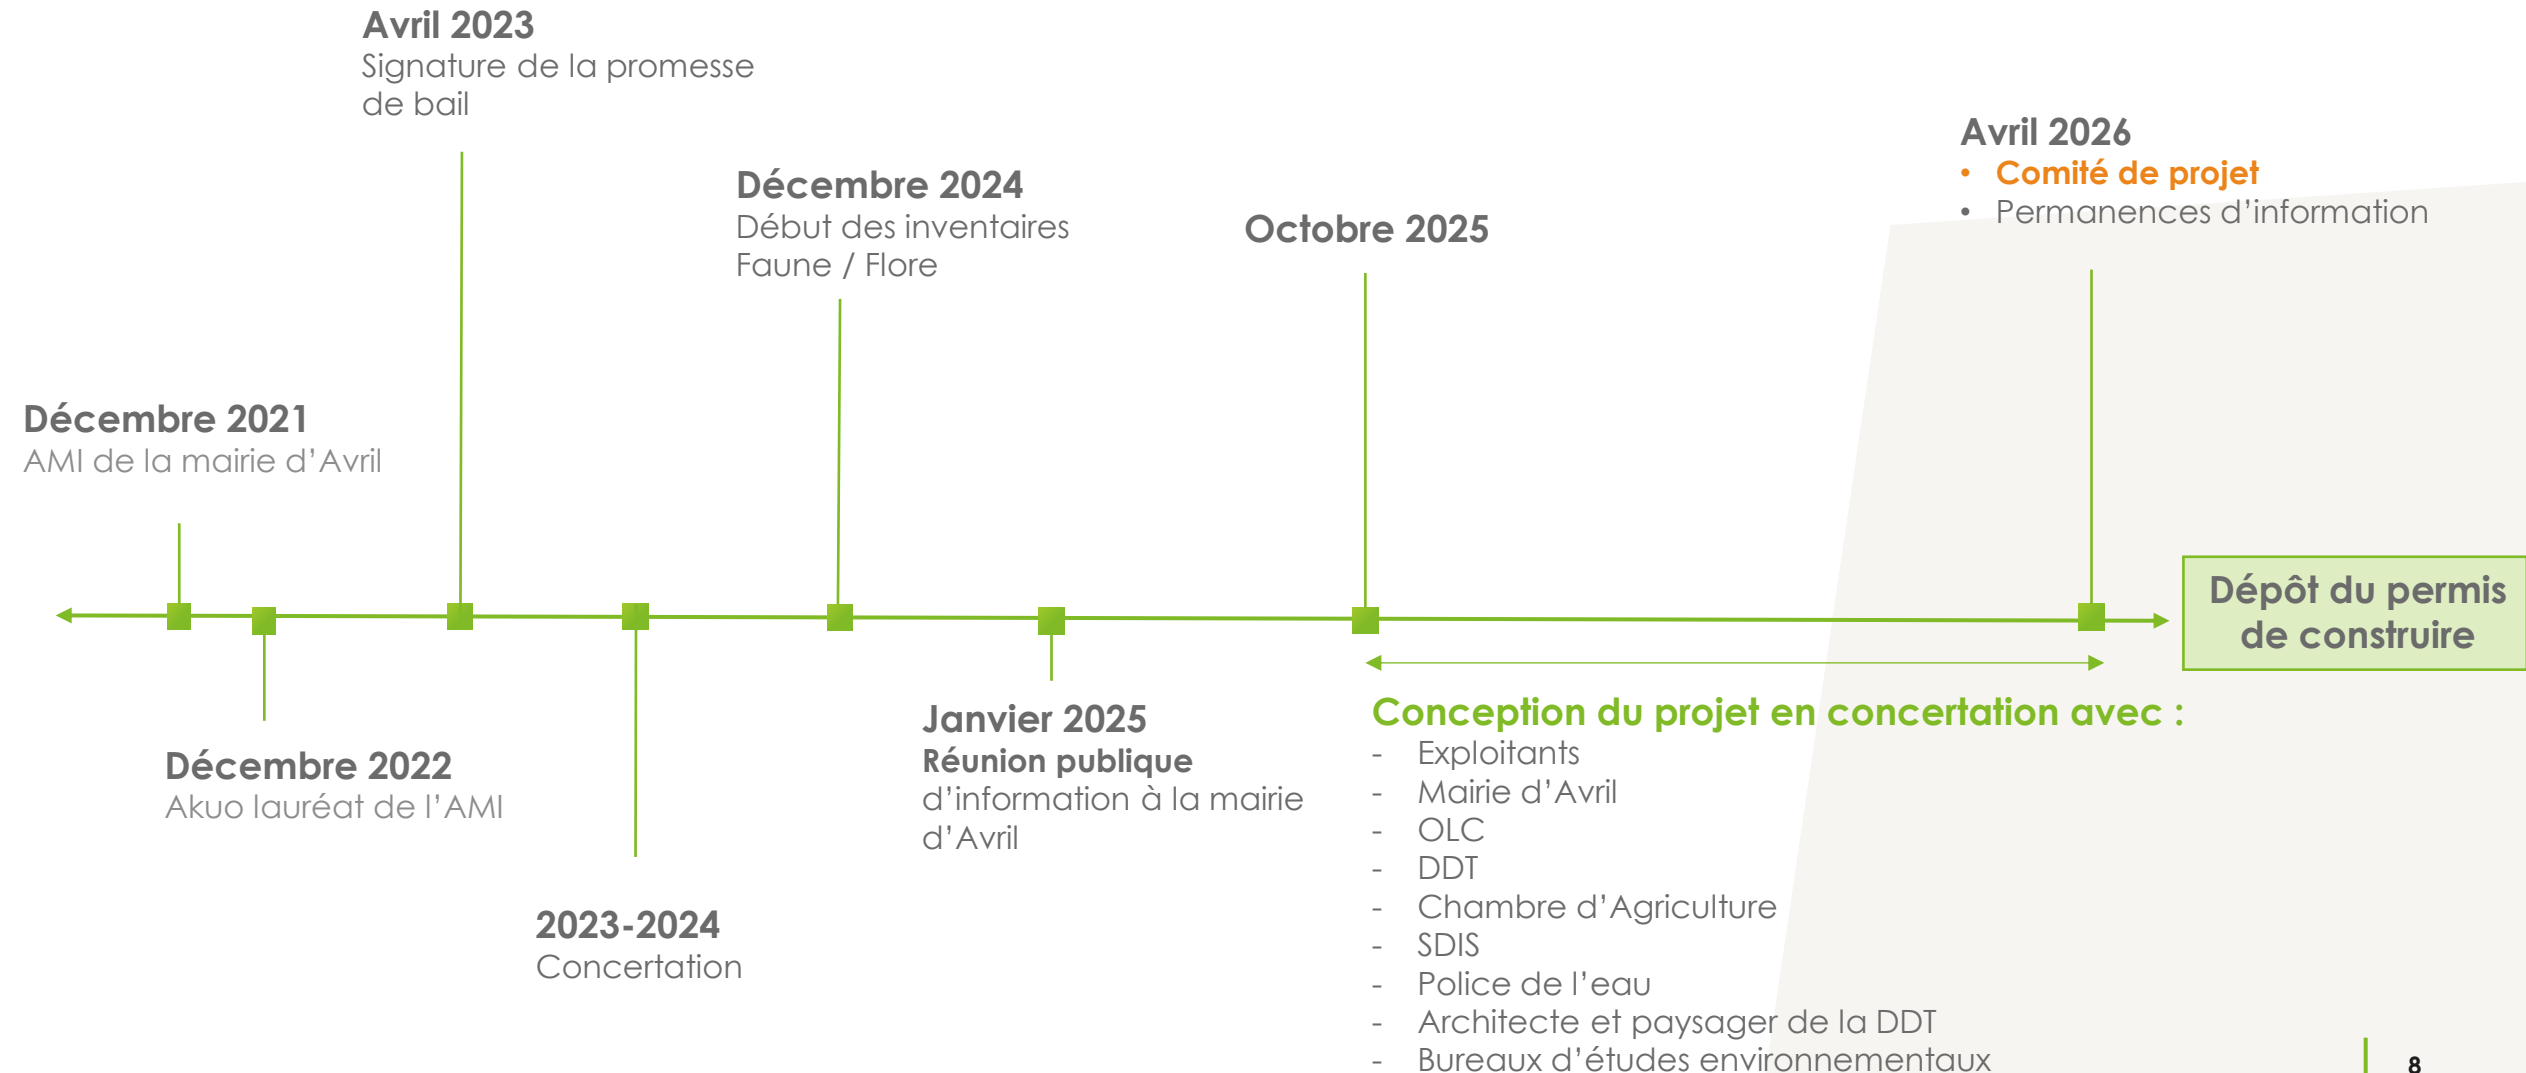 Avril 2023
Signature de la promesse
de bail
Avril 2026
• Comité de projet
• Permanences d’information
Décembre 2024
Début des inventaires
Faune / Flore
Octobre 2025
Décembre 2021
AMI de la mairie d’Avril
Dépôt du permis
de construire
Décembre 2022
Akuo lauréat de l’AMI
2023-2024
Concertation
Janvier 2025
Réunion publique
d’information à la mairie
d’Avril
Conception du projet en concertation avec :
- Exploitants
- Mairie d’Avril
- OLC
- DDT
- Chambre d’Agriculture
- SDIS
- Police de l’eau
- Architecte et paysager de la DDT
- Bureaux d’études environnementaux
8